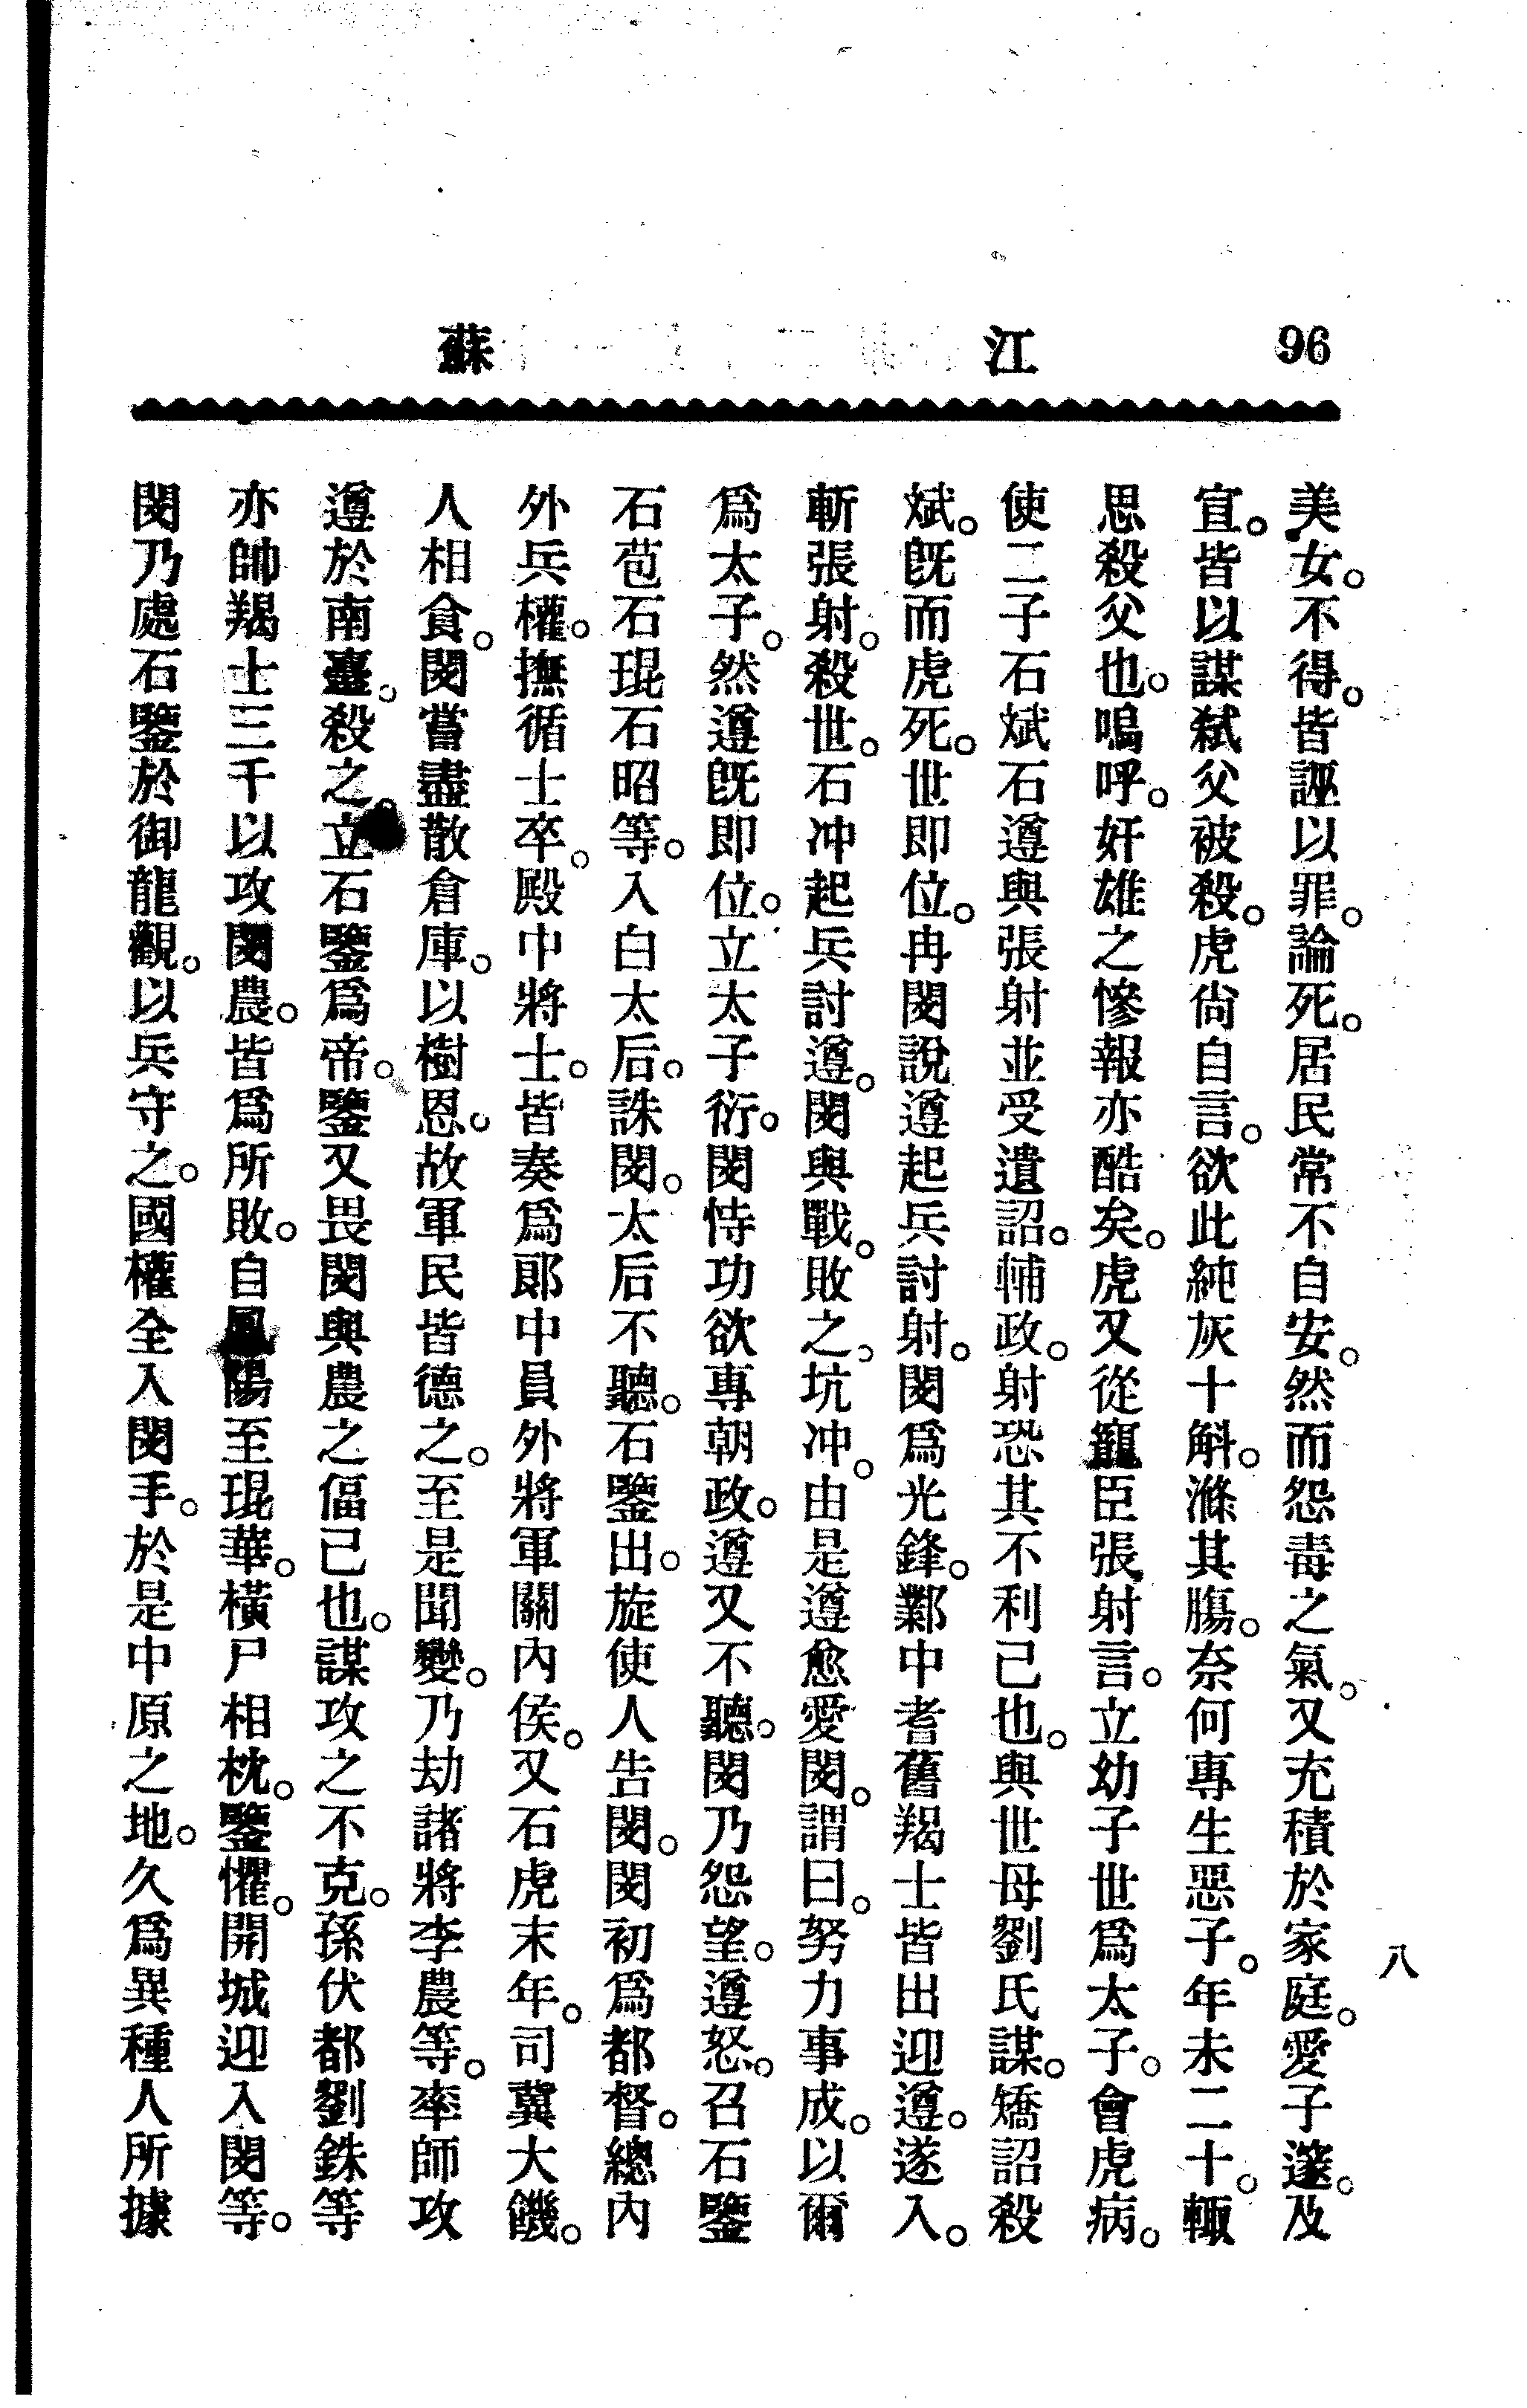 96
江蘇
八
美女。不得。皆誣以罪。論死。居民常不自安。然而怨毒之氣。又充積於家庭。愛子邃。及
宣。皆以謀弑父被殺。虎尙自言。欲此純灰十斛。滌其膓。奈何專生惡子。年未二十。輙
思殺父也。嗚呼。奸雄之慘報亦酷矣。虎又從寵臣張射言。立幼子世爲太子。會虎病。
使二子石斌石遵與張射並受遺詔。輔政。射恐其不利己也。與世母劉氏謀。矯詔殺
斌。旣而虎死。世即位。冉閔說遵起兵討射。閔爲光鋒。鄴中耆舊羯士皆出迎遵。遂入。
斬張射。殺世。石冲起兵討遵。閔與戰。敗之。坑冲。由是遵愈愛閔。謂曰。努力事成。以爾
爲太子。然遵旣即位。立太子衍。閔恃功欲專朝政。遵又不聽。閔乃怨望。遵怒。召石鑒
石苞石琨石昭等。入白太后。誅閔。太后不聽。石鑒出。旋使人告閔。閔初爲都督。總內
外兵權。撫循士卒。殿中將士。皆奏爲郞中員外將軍關內侯。又石虎末年。司冀大饑。
人相食。閔嘗盡散倉庫。以樹恩。故軍民皆德之。至是聞變。乃劫諸將李農等。率師攻
遵於南臺。殺之。立石鑒爲帝。鑒又畏閔與農之偪己也。謀攻之不克。孫伏都劉銖等
亦帥羯士三千以攻閔農。皆爲所敗。自鳳陽至琨華。橫尸相枕。鑒懼。開城迎入閔等。
閔乃處石鑒於御龍觀。以兵守之。國權全入閔手。於是中原之地。久爲異種人所據